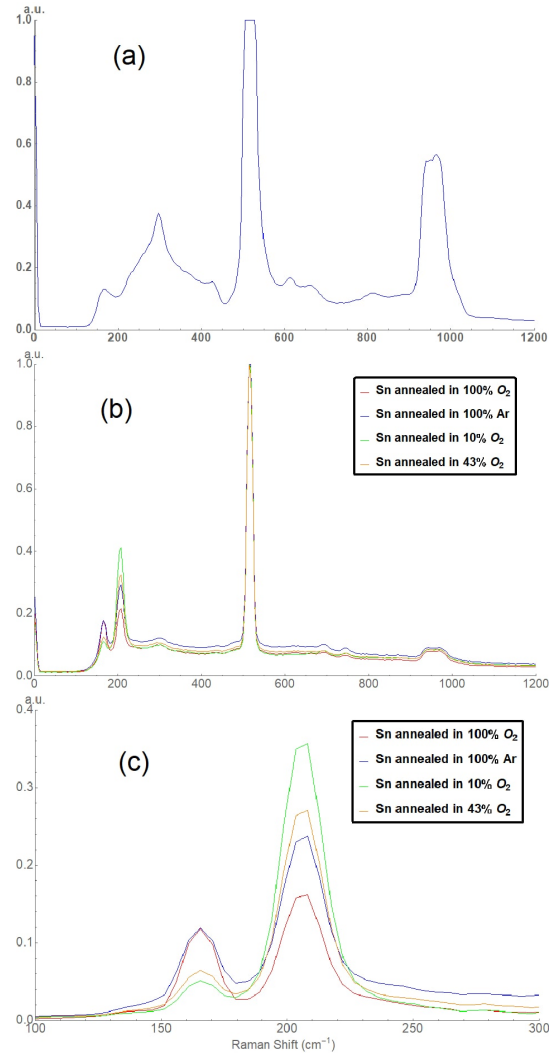 a.u.
1.0
(a)
0.8
0.6
0.4
0.2
0.0
0 200 400 600 800 1000 1200
a.u.
1.0
Sn annealed in 100% O₂
(b)
Sn annealed in 100% Ar
0.8
Sn annealed in 10% O₂
Sn annealed in 43% O₂
0.6
0.4
0.2
0.0
0 200 400 600 800 1000 1200
a.u.
0.4
Sn annealed in 100% O₂
(c)
Sn annealed in 100% Ar
Sn annealed in 10% O₂
0.3
Sn annealed in 43% O₂
0.2
0.1
0.0
100 150 200 250 300
Raman Shift (cm⁻¹)